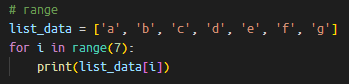 # range
list_data = ['a', 'b', 'c', 'd', 'e', 'f', 'g']
for i in range(7):
    print(list_data[i])